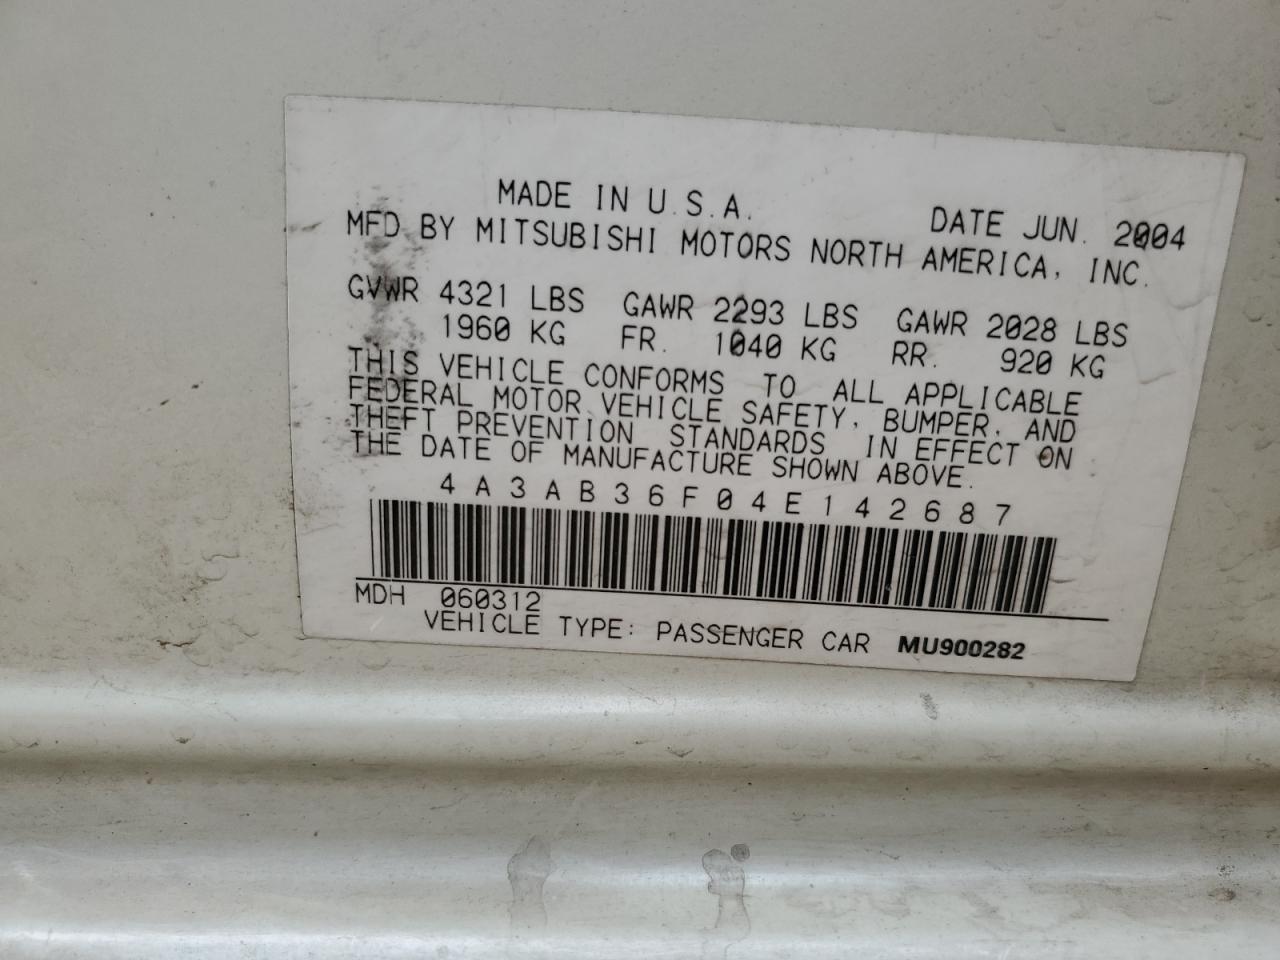 MADE IN U.S.A. DATE JUN. 2004
MFD BY MITSUBISHI MOTORS NORTH AMERICA, INC.
GVWR 4321 LBS GAWR 2293 LBS GAWR 2028 LBS
1960 KG FR. 1040 KG RR. 920 KG
THIS VEHICLE CONFORMS TO ALL APPLICABLE
FEDERAL MOTOR VEHICLE SAFETY, BUMPER, AND
THEFT PREVENTION STANDARDS IN EFFECT ON
THE DATE OF MANUFACTURE SHOWN ABOVE.
4A3AB36F04E142687
MDH 060312
VEHICLE TYPE: PASSENGER CAR MU900282